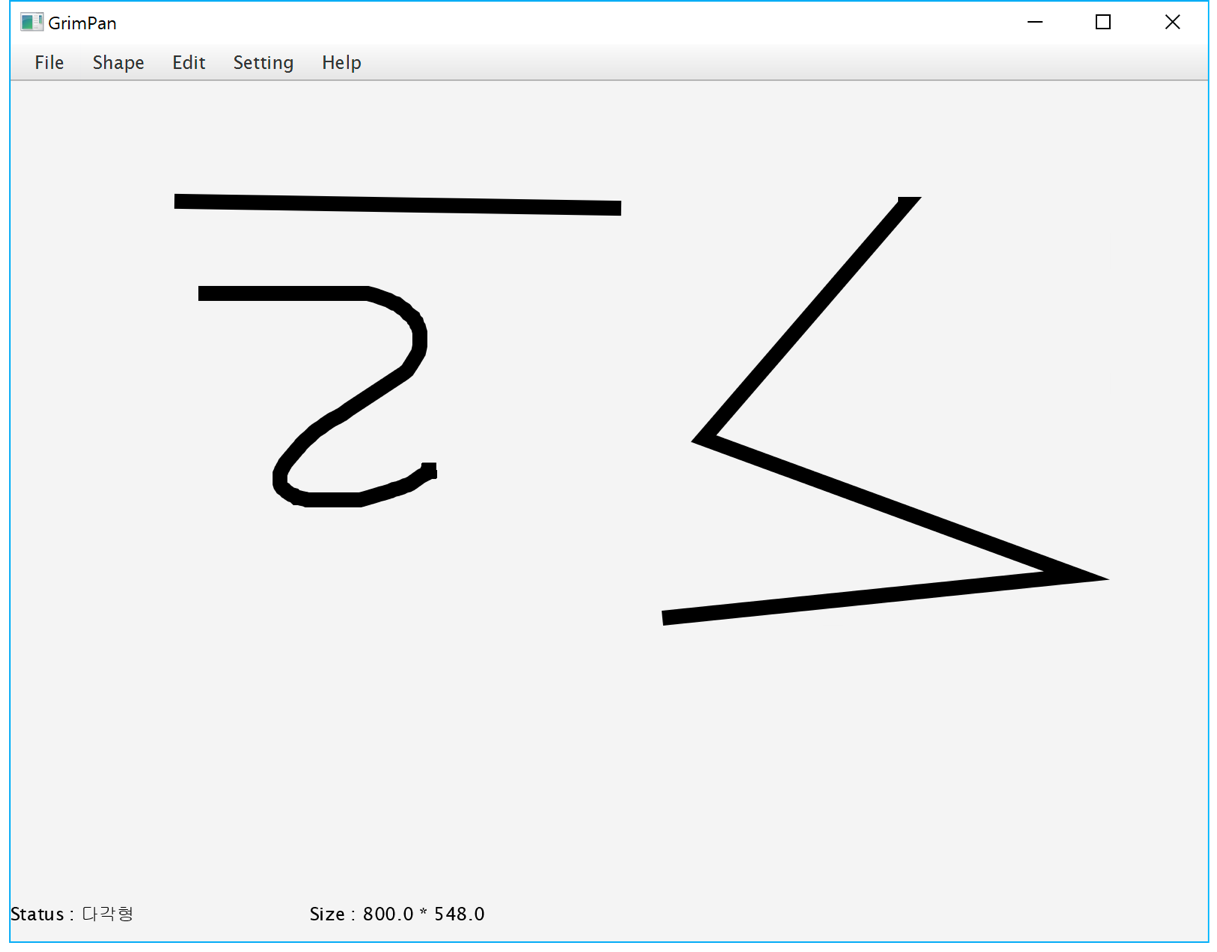 GrimPan
File Shape Edit Setting Help
Status : 다각형 Size : 800.0 * 548.0